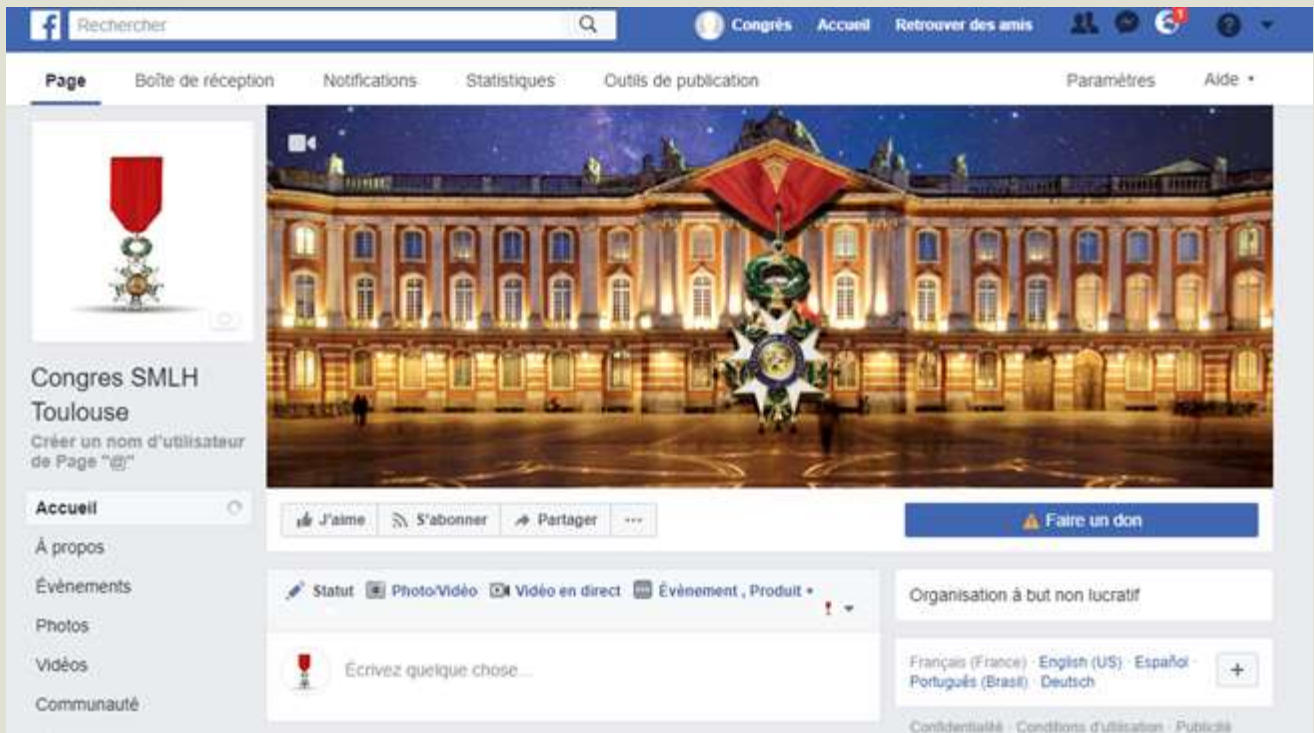 f Rechercher Congrès Accueil Retrouver des amis 1 ?
Page Boîte de réception Notifications Statistiques Outils de publication Paramètres Aide
Congres SMLH
Toulouse
Créer un nom d'utilisateur
de Page "@"
Accueil
À propos
Évènements
Photos
Vidéos
Communauté
J'aime S'abonner Partager ... Faire un don
Statut Photo/Vidéo Vidéo en direct Évènement , Produit +
!
Écrivez quelque chose...
Organisation à but non lucratif
Français (France) · English (US) · Español ·
Português (Brasil) · Deutsch
+
Confidentialité · Conditions d'utilisation · Publicité